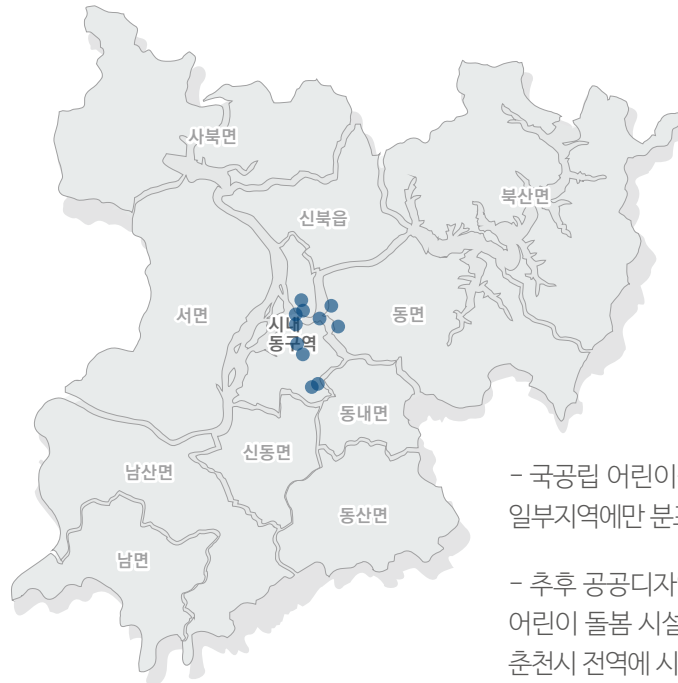 사북면
북산면
신북읍
서면
동면
시내
동구역
동내면
신동면
남산면
동산면
남면
- 국공립 어린이
일부지역에만 분포
- 추후 공공디자
어린이 돌봄 시설
춘천시 전역에 시